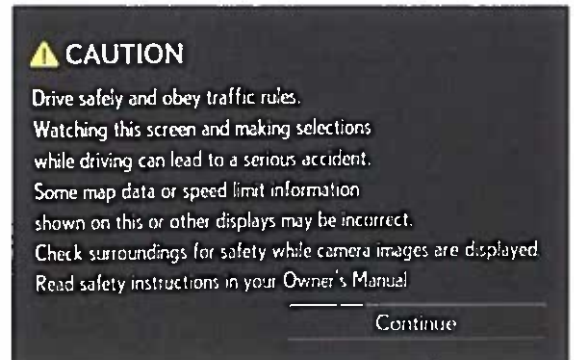 CAUTION
Drive safely and obey traffic rules.
Watching this screen and making selections
while driving can lead to a serious accident.
Some map data or speed limit information
shown on this or other displays may be incorrect.
Check surroundings for safety while camera images are displayed
Read safety instructions in your Owner's Manual
Continue